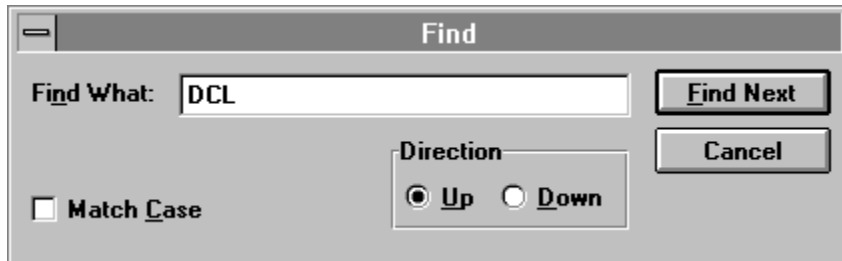 Find
Find What: DCL Find Next
Direction Cancel
Match Case Up Down